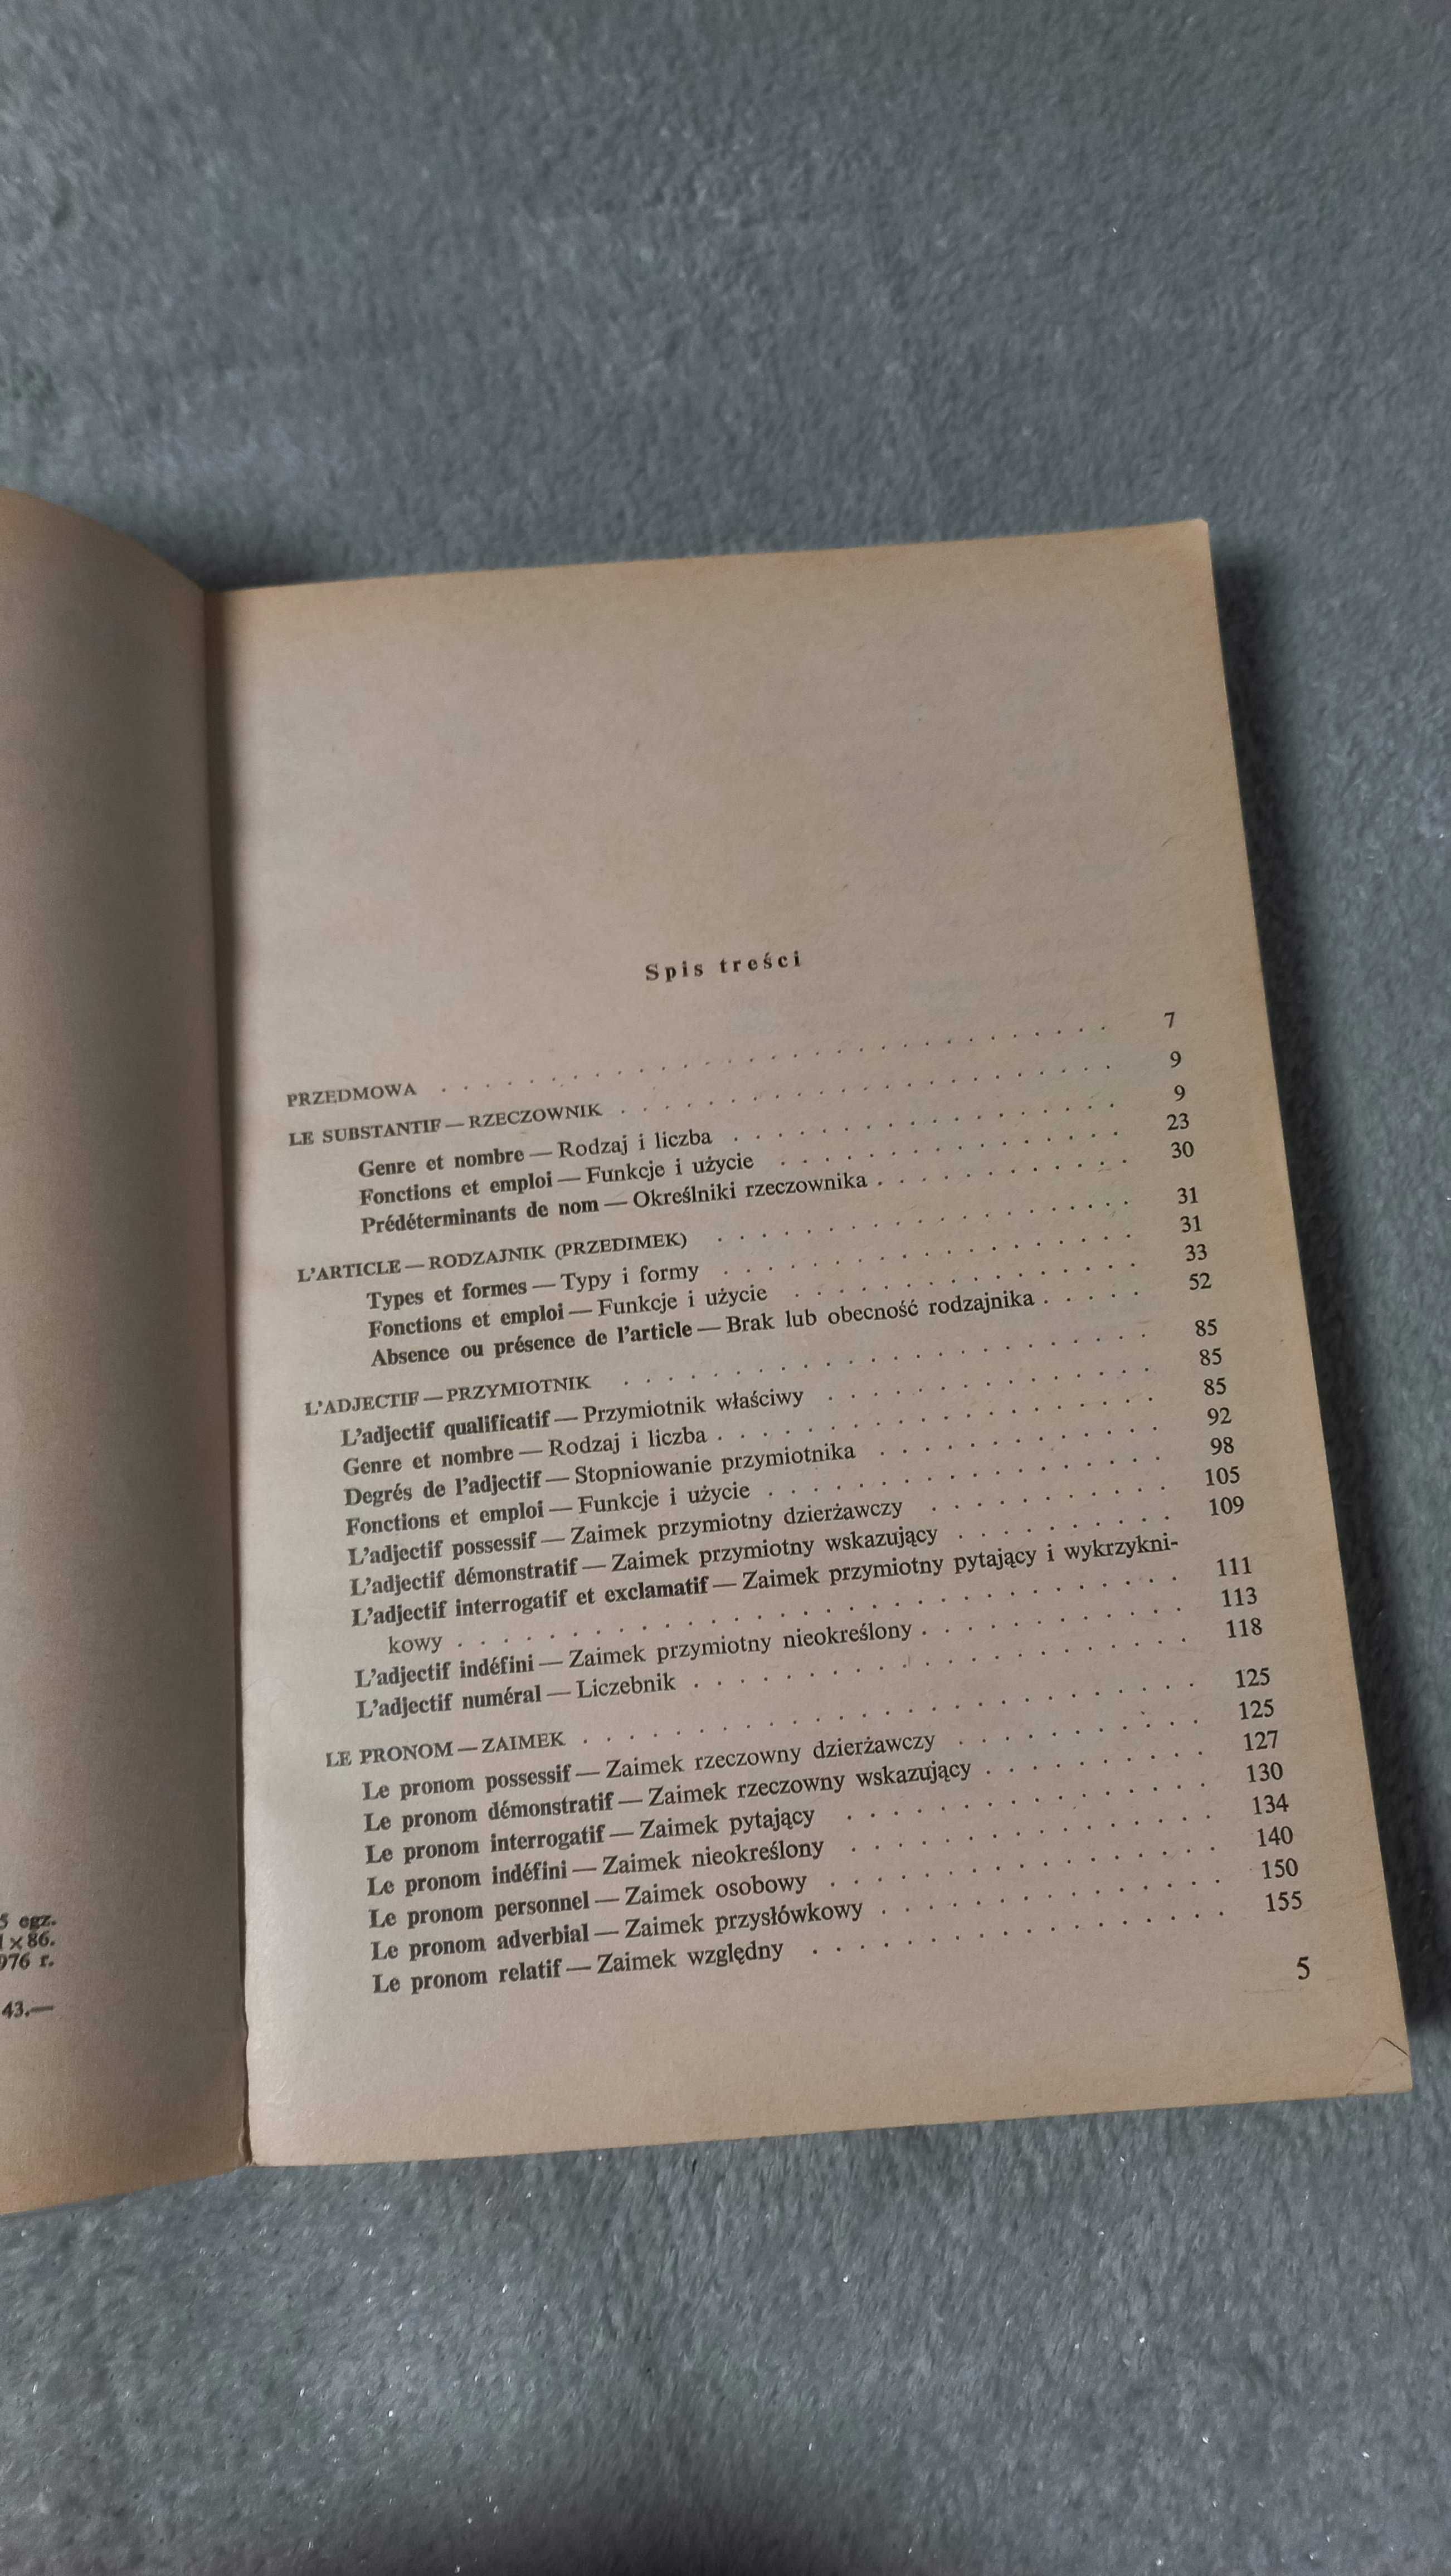 5 egz.
1 × 86.
976 r.
43.—
Spis treści
PRZEDMOWA . . . . . . . . . . . . . . . . . . . . 7
LE SUBSTANTIF — RZECZOWNIK . . . . . . . . . . . . . . . . . . . . 9
Genre et nombre — Rodzaj i liczba . . . . . . . . . . . . . . . . . . . . 9
Fonctions et emploi — Funkcje i użycie . . . . . . . . . . . . . . . . . . . . 23
Prédéterminants de nom — Określniki rzeczownika . . . . . . . . . . . . 30
L'ARTICLE — RODZAJNIK (PRZEDIMEK) . . . . . . . . . . . . . . . . . . . . 31
Types et formes — Typy i formy . . . . . . . . . . . . . . . . . . . . 31
Fonctions et emploi — Funkcje i użycie . . . . . . . . . . . . . . . . . . . . 33
Absence ou présence de l'article — Brak lub obecność rodzajnika . . . . . 52
L'ADJECTIF — PRZYMIOTNIK . . . . . . . . . . . . . . . . . . . . 85
L'adjectif qualificatif — Przymiotnik właściwy . . . . . . . . . . . . . . 85
Genre et nombre — Rodzaj i liczba . . . . . . . . . . . . . . . . . . . . 85
Degrés de l'adjectif — Stopniowanie przymiotnika . . . . . . . . . . . . . 92
Fonctions et emploi — Funkcje i użycie . . . . . . . . . . . . . . . . . . 98
L'adjectif possessif — Zaimek przymiotny dzierżawczy . . . . . . . . . . . 105
L'adjectif démonstratif — Zaimek przymiotny wskazujący . . . . . . . . . . 109
L'adjectif interrogatif et exclamatif — Zaimek przymiotny pytający i wykrzykni-
kowy . . . . . . . . . . . . . . . . . . . . 111
L'adjectif indéfini — Zaimek przymiotny nieokreślony . . . . . . . . . . . . 113
L'adjectif numéral — Liczebnik . . . . . . . . . . . . . . . . . . . . 118
LE PRONOM — ZAIMEK . . . . . . . . . . . . . . . . . . . . 125
Le pronom possessif — Zaimek rzeczowny dzierżawczy . . . . . . . . . . . 125
Le pronom démonstratif — Zaimek rzeczowny wskazujący . . . . . . . . . . 127
Le pronom interrogatif — Zaimek pytający . . . . . . . . . . . . . . . . 130
Le pronom indéfini — Zaimek nieokreślony . . . . . . . . . . . . . . . . 134
Le pronom personnel — Zaimek osobowy . . . . . . . . . . . . . . . . . 140
Le pronom adverbial — Zaimek przysłówkowy . . . . . . . . . . . . . . . 150
Le pronom relatif — Zaimek względny . . . . . . . . . . . . . . . . . . 155
5